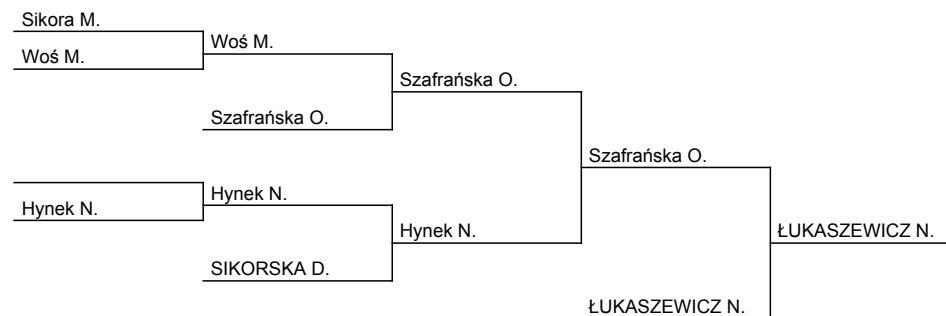 Sikora M.
Woś M.
Woś M.
Szafrańska O.
Szafrańska O.
Szafrańska O.
Hynek N.
Hynek N.
Hynek N.
ŁUKASZEWICZ N.
SIKORSKA D.
ŁUKASZEWICZ N.